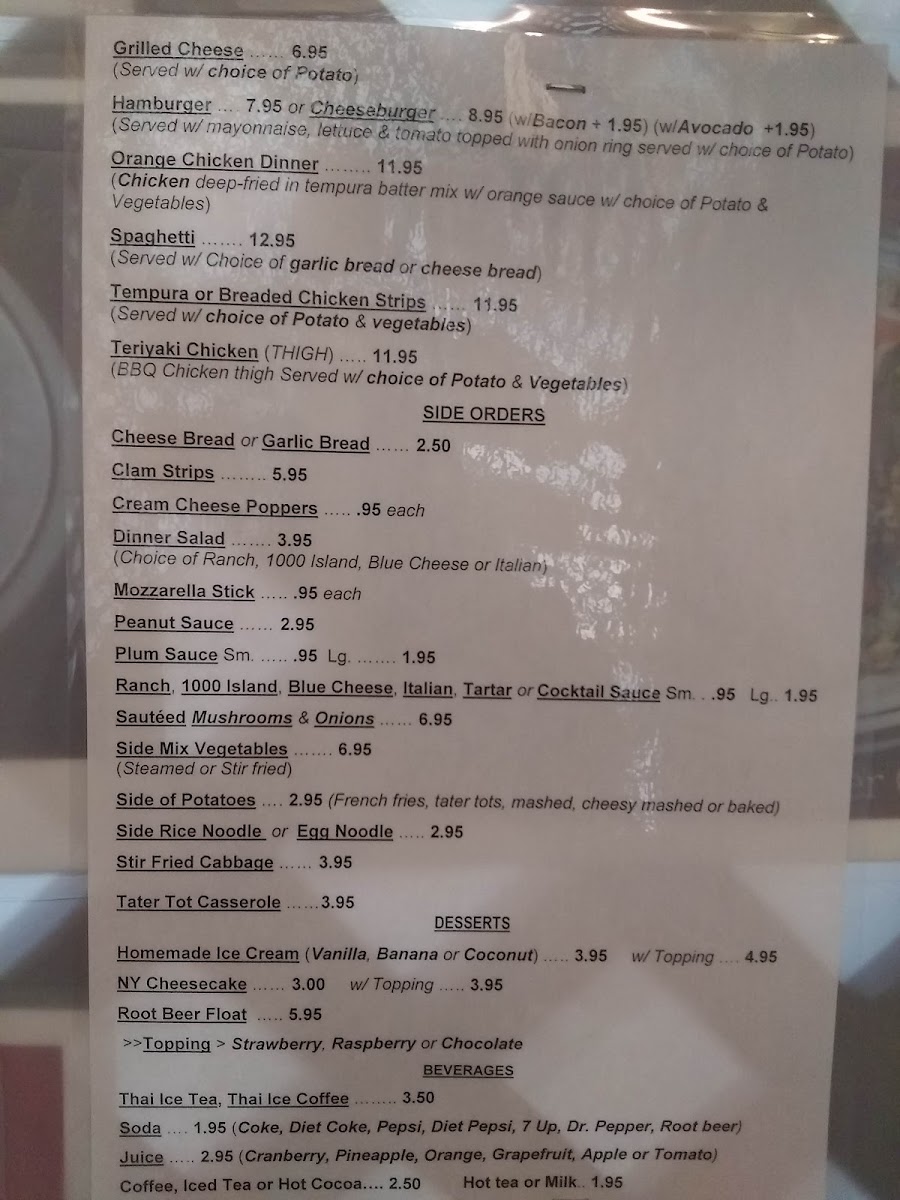 Grilled Cheese ...... 6.95
(Served w/ choice of Potato)
Hamburger .... 7.95 or Cheeseburger .... 8.95 (w/Bacon + 1.95) (w/Avocado +1.95)
(Served w/ mayonnaise, lettuce & tomato topped with onion ring served w/ choice of Potato)
Orange Chicken Dinner ........ 11.95
(Chicken deep-fried in tempura batter mix w/ orange sauce w/ choice of Potato &
Vegetables)
Spaghetti ....... 12.95
(Served w/ Choice of garlic bread or cheese bread)
Tempura or Breaded Chicken Strips ...... 11.95
(Served w/ choice of Potato & vegetables)
Teriyaki Chicken (THIGH) ..... 11.95
(BBQ Chicken thigh Served w/ choice of Potato & Vegetables)
SIDE ORDERS
Cheese Bread or Garlic Bread ...... 2.50
Clam Strips ........ 5.95
Cream Cheese Poppers ..... .95 each
Dinner Salad ....... 3.95
(Choice of Ranch, 1000 Island, Blue Cheese or Italian)
Mozzarella Stick ..... .95 each
Peanut Sauce ...... 2.95
Plum Sauce Sm. ..... .95 Lg. ....... 1.95
Ranch, 1000 Island, Blue Cheese, Italian, Tartar or Cocktail Sauce Sm. . .95 Lg.. 1.95
Sautéed Mushrooms & Onions ...... 6.95
Side Mix Vegetables ....... 6.95
(Steamed or Stir fried)
Side of Potatoes .... 2.95 (French fries, tater tots, mashed, cheesy mashed or baked)
Side Rice Noodle or Egg Noodle ..... 2.95
Stir Fried Cabbage ...... 3.95
Tater Tot Casserole ......3.95
DESSERTS
Homemade Ice Cream (Vanilla, Banana or Coconut) ..... 3.95 w/ Topping .... 4.95
NY Cheesecake ...... 3.00 w/ Topping ..... 3.95
Root Beer Float ..... 5.95
>>Topping > Strawberry, Raspberry or Chocolate
BEVERAGES
Thai Ice Tea, Thai Ice Coffee ........ 3.50
Soda .... 1.95 (Coke, Diet Coke, Pepsi, Diet Pepsi, 7 Up, Dr. Pepper, Root beer)
Juice ..... 2.95 (Cranberry, Pineapple, Orange, Grapefruit, Apple or Tomato)
Coffee, Iced Tea or Hot Cocoa.... 2.50 Hot tea or Milk.. 1.95